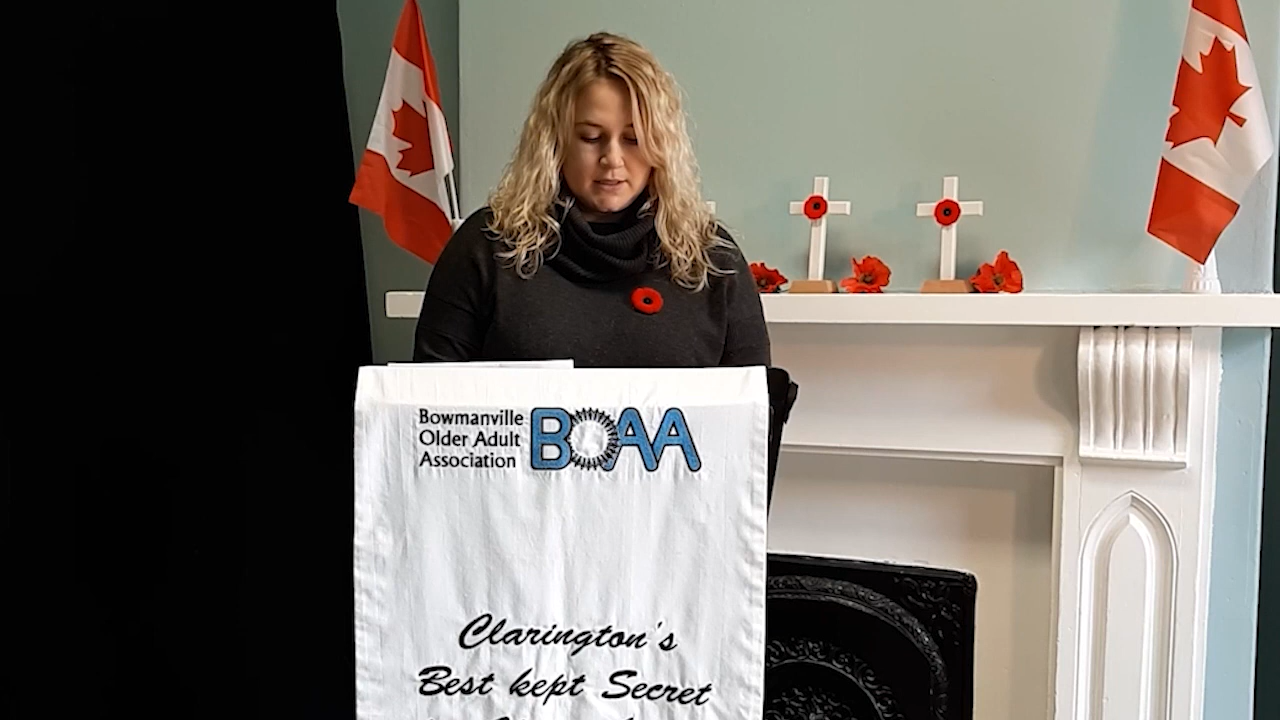 Bowmanville
Older Adult
Association
BOAA
Clarington's
Best kept Secret